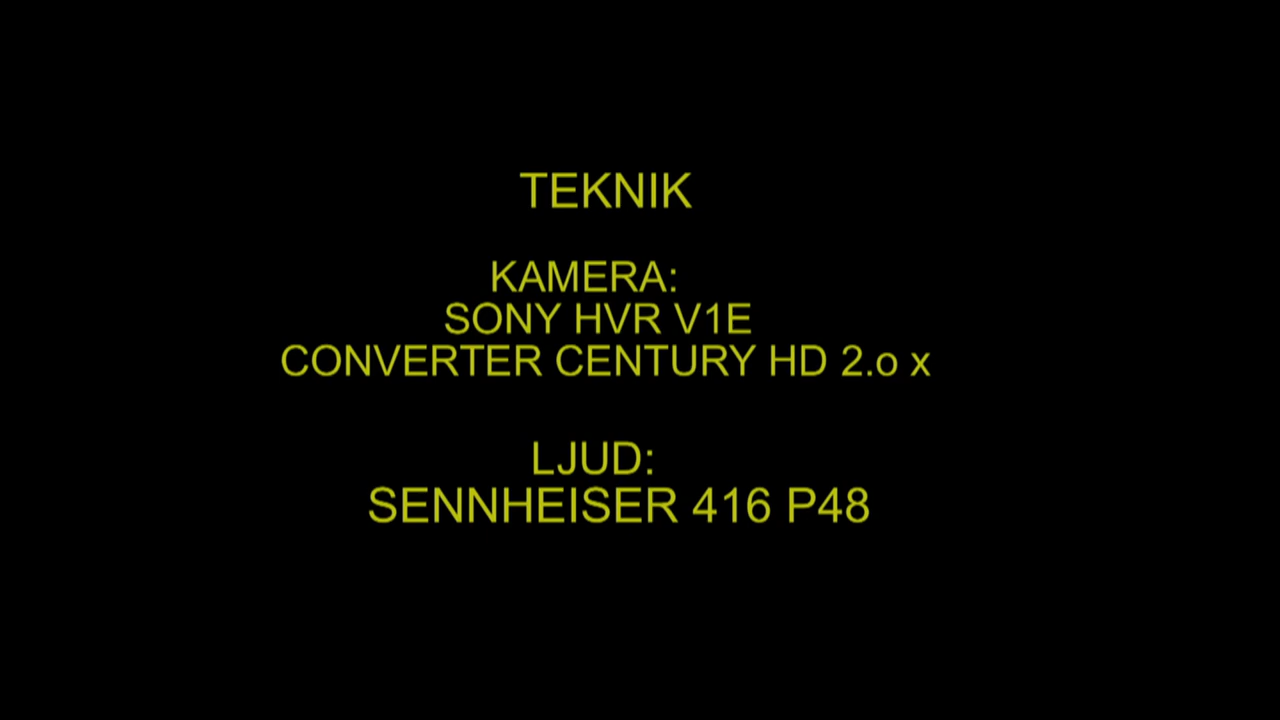 TEKNIK
KAMERA:
SONY HVR V1E
CONVERTER CENTURY HD 2.o x
LJUD:
SENNHEISER 416 P48